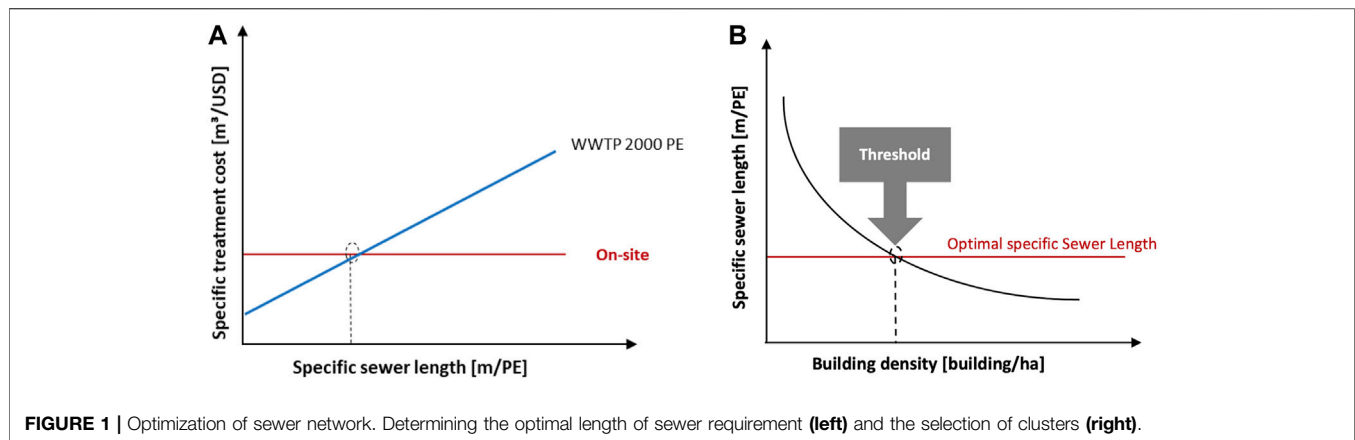 A
Specific treatment cost [m³/USD]
WWTP 2000 PE
On-site
Specific sewer length [m/PE]
B
Specific sewer length [m/PE]
Threshold
Optimal specific Sewer Length
Building density [building/ha]
FIGURE 1 | Optimization of sewer network. Determining the optimal length of sewer requirement (left) and the selection of clusters (right).